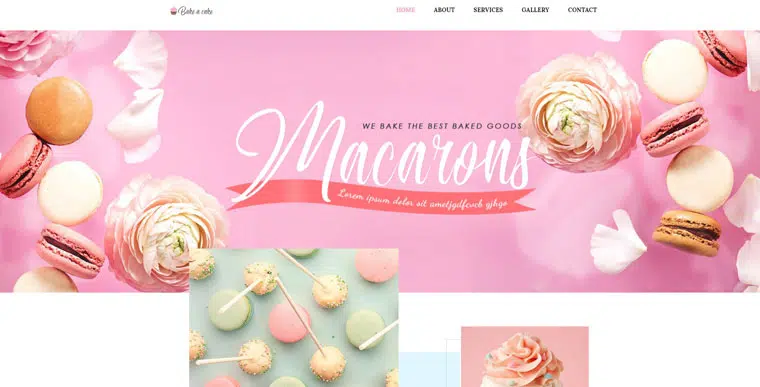 Bake a cake
HOME ABOUT SERVICES GALLERY CONTACT
WE BAKE THE BEST BAKED GOODS
Macarons
Lorem ipsum dolor sit ametjgdfcvcb gjhgo